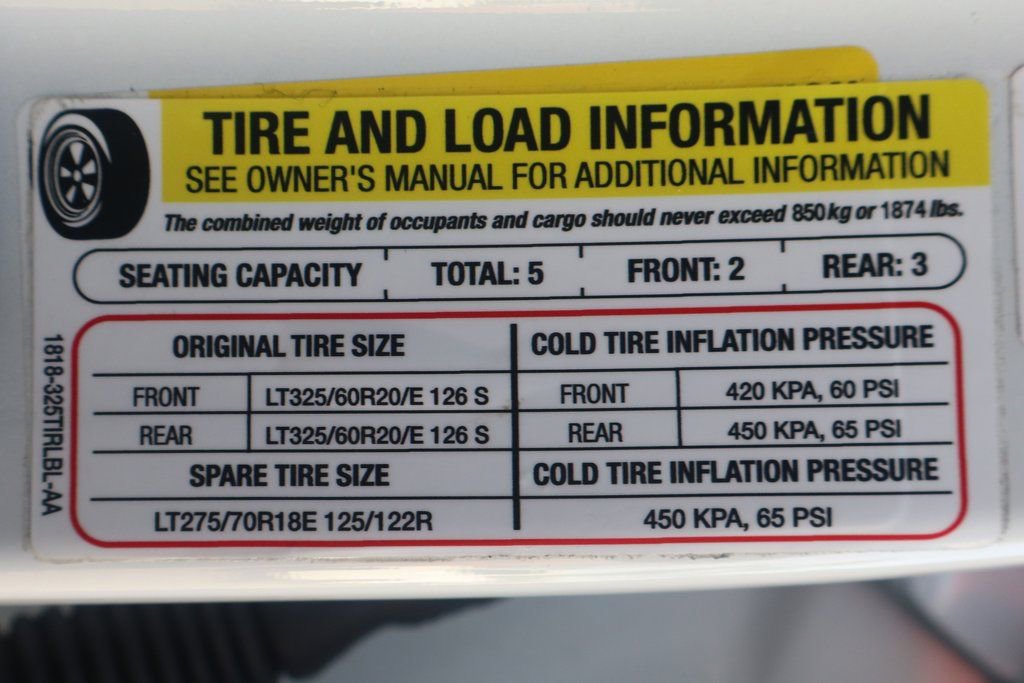 TIRE AND LOAD INFORMATION
SEE OWNER'S MANUAL FOR ADDITIONAL INFORMATION
The combined weight of occupants and cargo should never exceed 850kg or 1874 lbs.
SEATING CAPACITY TOTAL: 5 FRONT: 2 REAR: 3
ORIGINAL TIRE SIZE COLD TIRE INFLATION PRESSURE
FRONT LT325/60R20/E 126 S FRONT 420 KPA, 60 PSI
REAR LT325/60R20/E 126 S REAR 450 KPA, 65 PSI
SPARE TIRE SIZE COLD TIRE INFLATION PRESSURE
LT275/70R18E 125/122R 450 KPA, 65 PSI
1818-325TIRLBL-AA